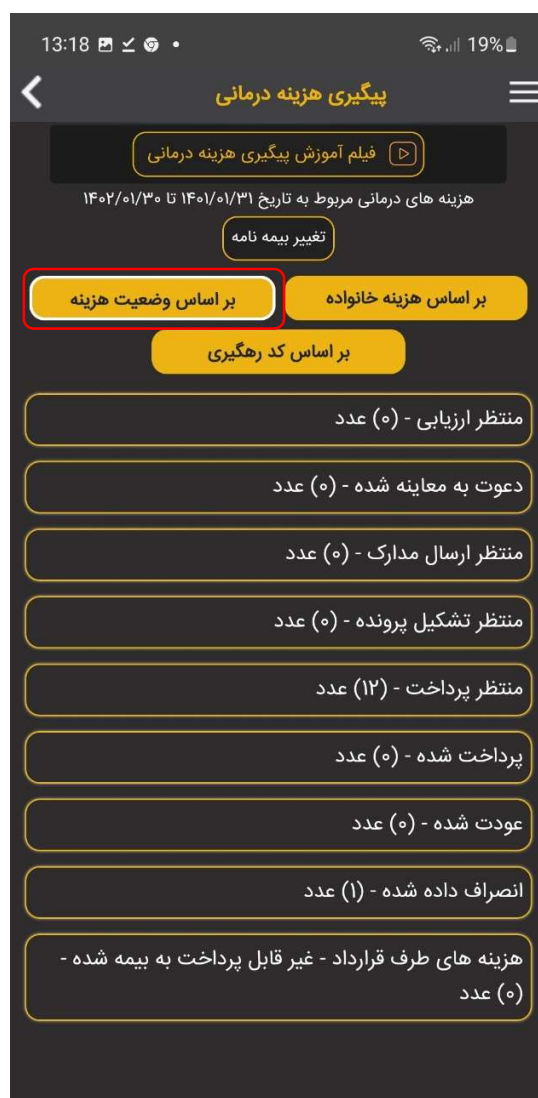 13:18 19%
پیگیری هزینه درمانی
فیلم آموزش پیگیری هزینه درمانی
هزینه های درمانی مربوط به تاریخ ۱۴۰۱/۰۱/۳۱ تا ۱۴۰۲/۰۱/۳۰
تغییر بیمه نامه
بر اساس هزینه خانواده بر اساس وضعیت هزینه
بر اساس کد رهگیری
منتظر ارزیابی - (۰) عدد
دعوت به معاینه شده - (۰) عدد
منتظر ارسال مدارک - (۰) عدد
منتظر تشکیل پرونده - (۰) عدد
منتظر پرداخت - (۱۲) عدد
پرداخت شده - (۰) عدد
عودت شده - (۰) عدد
انصراف داده شده - (۱) عدد
هزینه های طرف قرارداد - غیر قابل پرداخت به بیمه شده -
(۰) عدد